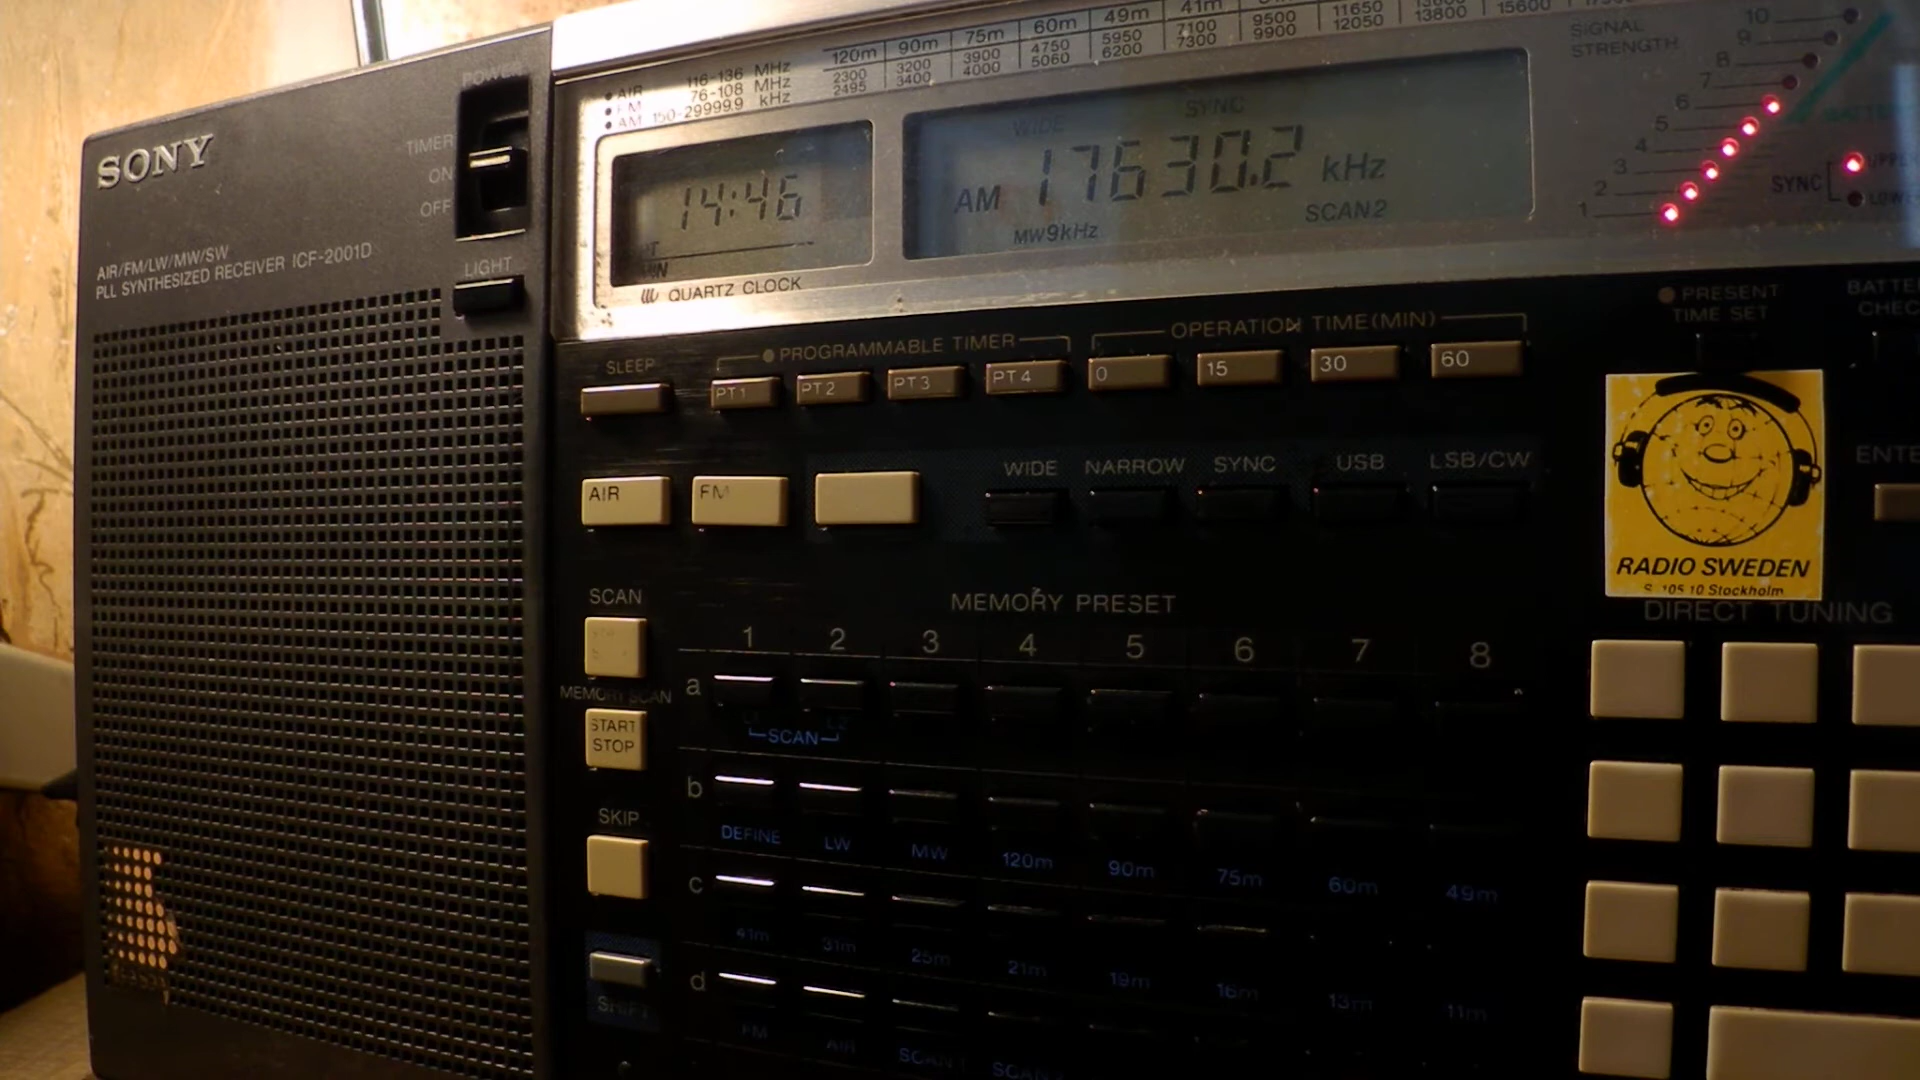 SONY
POWER
TIMER
ON
OFF
LIGHT
AIR/FM/LW/MW/SW
PLL SYNTHESIZED RECEIVER ICF-2001D
AIR 116-136 MHz
FM 76-108 MHz
AM 150-29999.9 kHz
120m 90m 75m 60m 49m 41m
2300 3200 3900 4750 5950 7100 9500 11650 13800 15600
2495 3400 4000 5060 6200 7300 9900 12050
14:46
QUARTZ CLOCK
WIDE SYNC
AM 17630.2 kHz
MW9kHz SCAN2
SIGNAL
STRENGTH
10
9
8
7
6
5
4
3
2
1
SYNC
SLEEP
PROGRAMMABLE TIMER
PT1 PT2 PT3 PT4
OPERATION TIME(MIN)
0 15 30 60
PRESENT
TIME SET
AIR FM
WIDE NARROW SYNC USB LSB/CW
RADIO SWEDEN
S-105 10 Stockholm
DIRECT TUNING
SCAN
MEMORY SCAN
START
STOP
SKIP
SHIFT
MEMORY PRESET
1 2 3 4 5 6 7 8
a
L1 L2
SCAN
b
DEFINE LW MW 120m 90m 75m 60m 49m
c
41m 31m 25m 21m 19m 16m 13m 11m
d
FM AIR SCAN SCAN